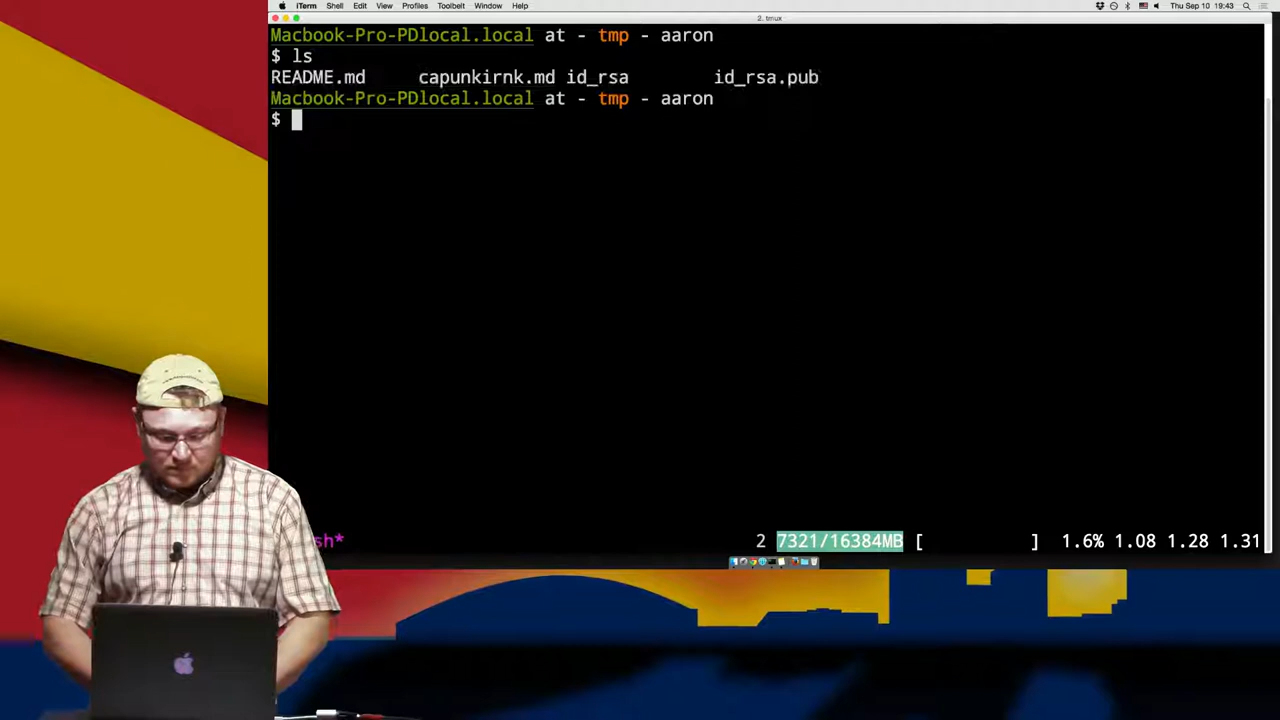 iTerm Shell Edit View Profiles Toolbelt Window Help Thu Sep 10 19:43
2. tmux
Macbook-Pro-PDlocal.local at - tmp - aaron
$ ls
README.md capunkirnk.md id_rsa id_rsa.pub
Macbook-Pro-PDlocal.local at - tmp - aaron
$
sh* 2 7321/16384MB [ ] 1.6% 1.08 1.28 1.31